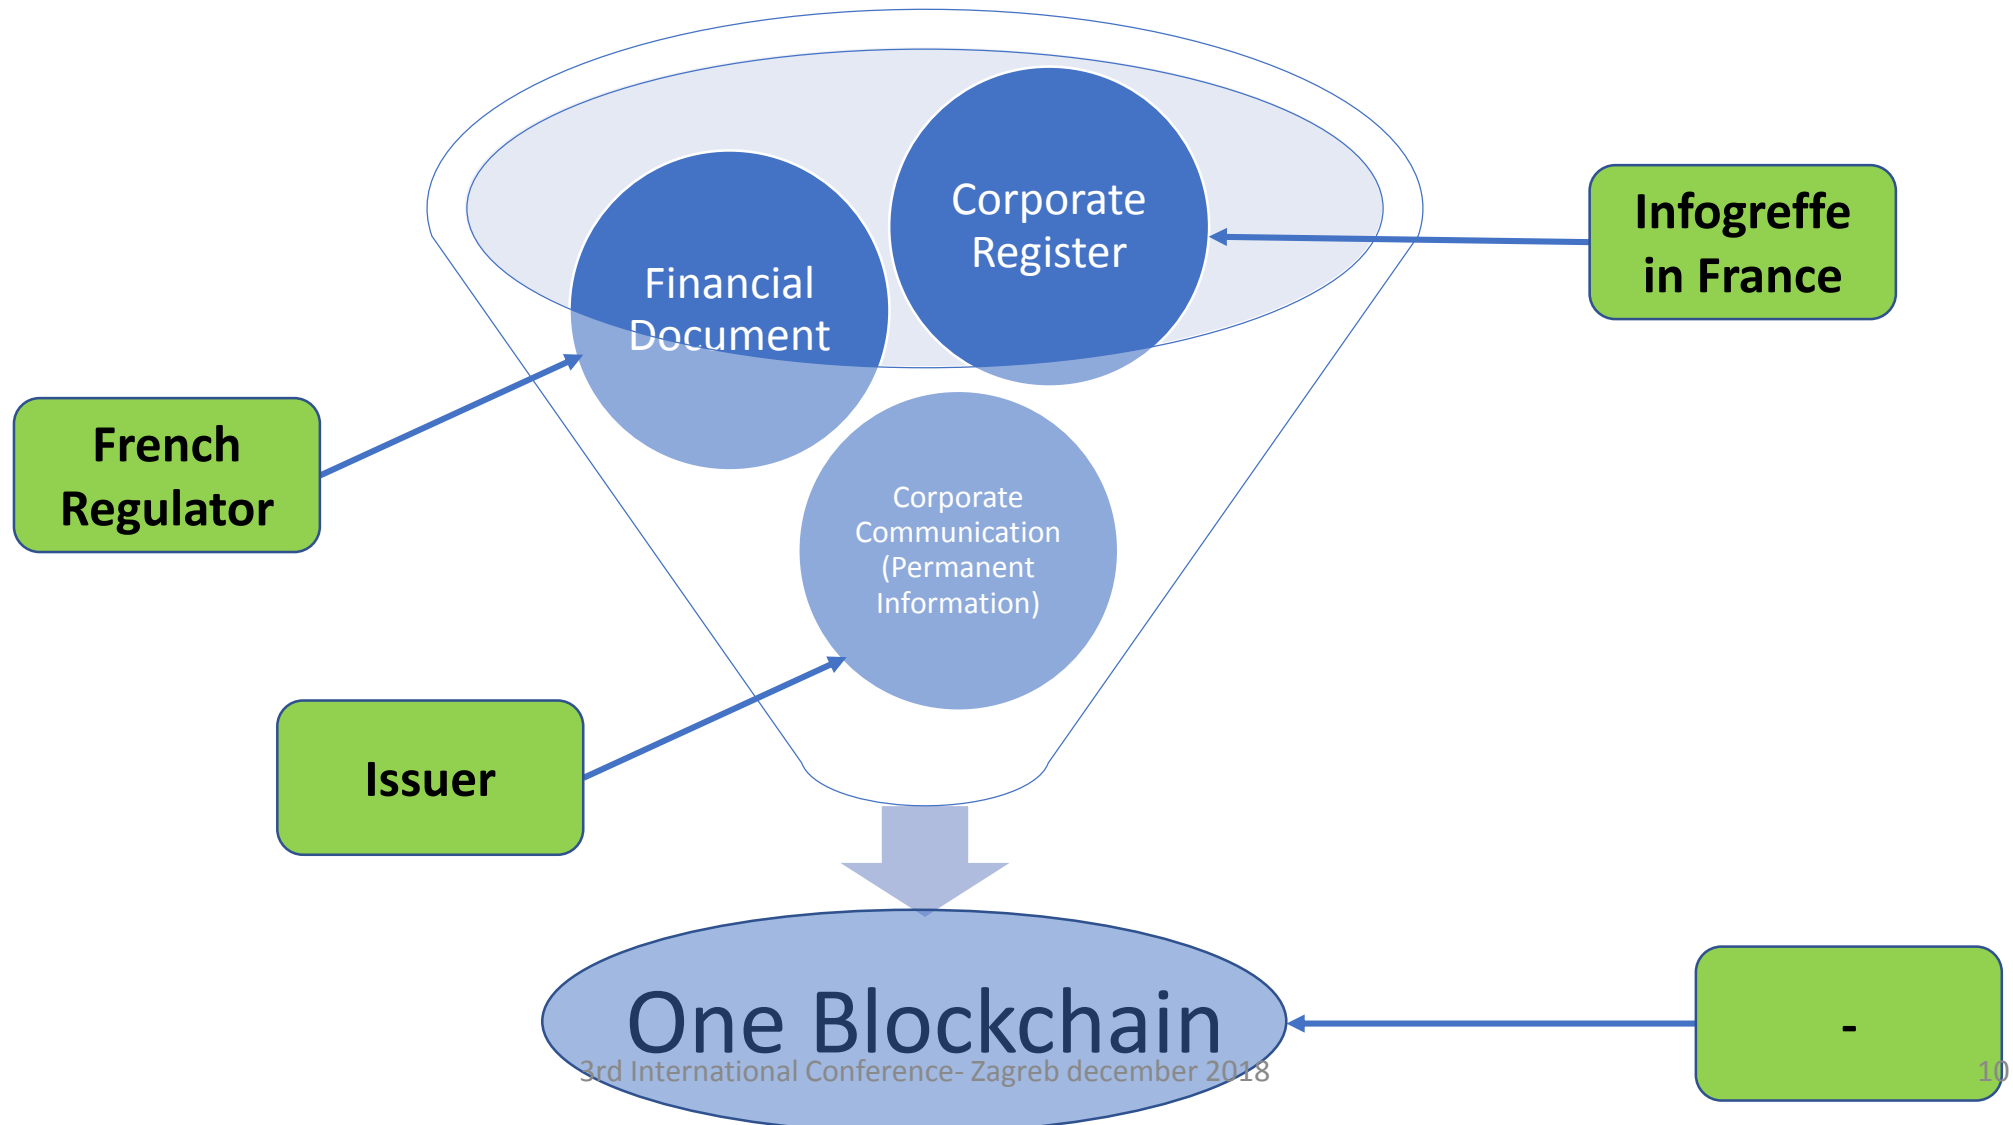 Corporate
Register
Infogreffe
in France
Financial
Document
French
Regulator
Corporate
Communication
(Permanent
Information)
Issuer
One Blockchain
-
3rd International Conference- Zagreb december 2018
10